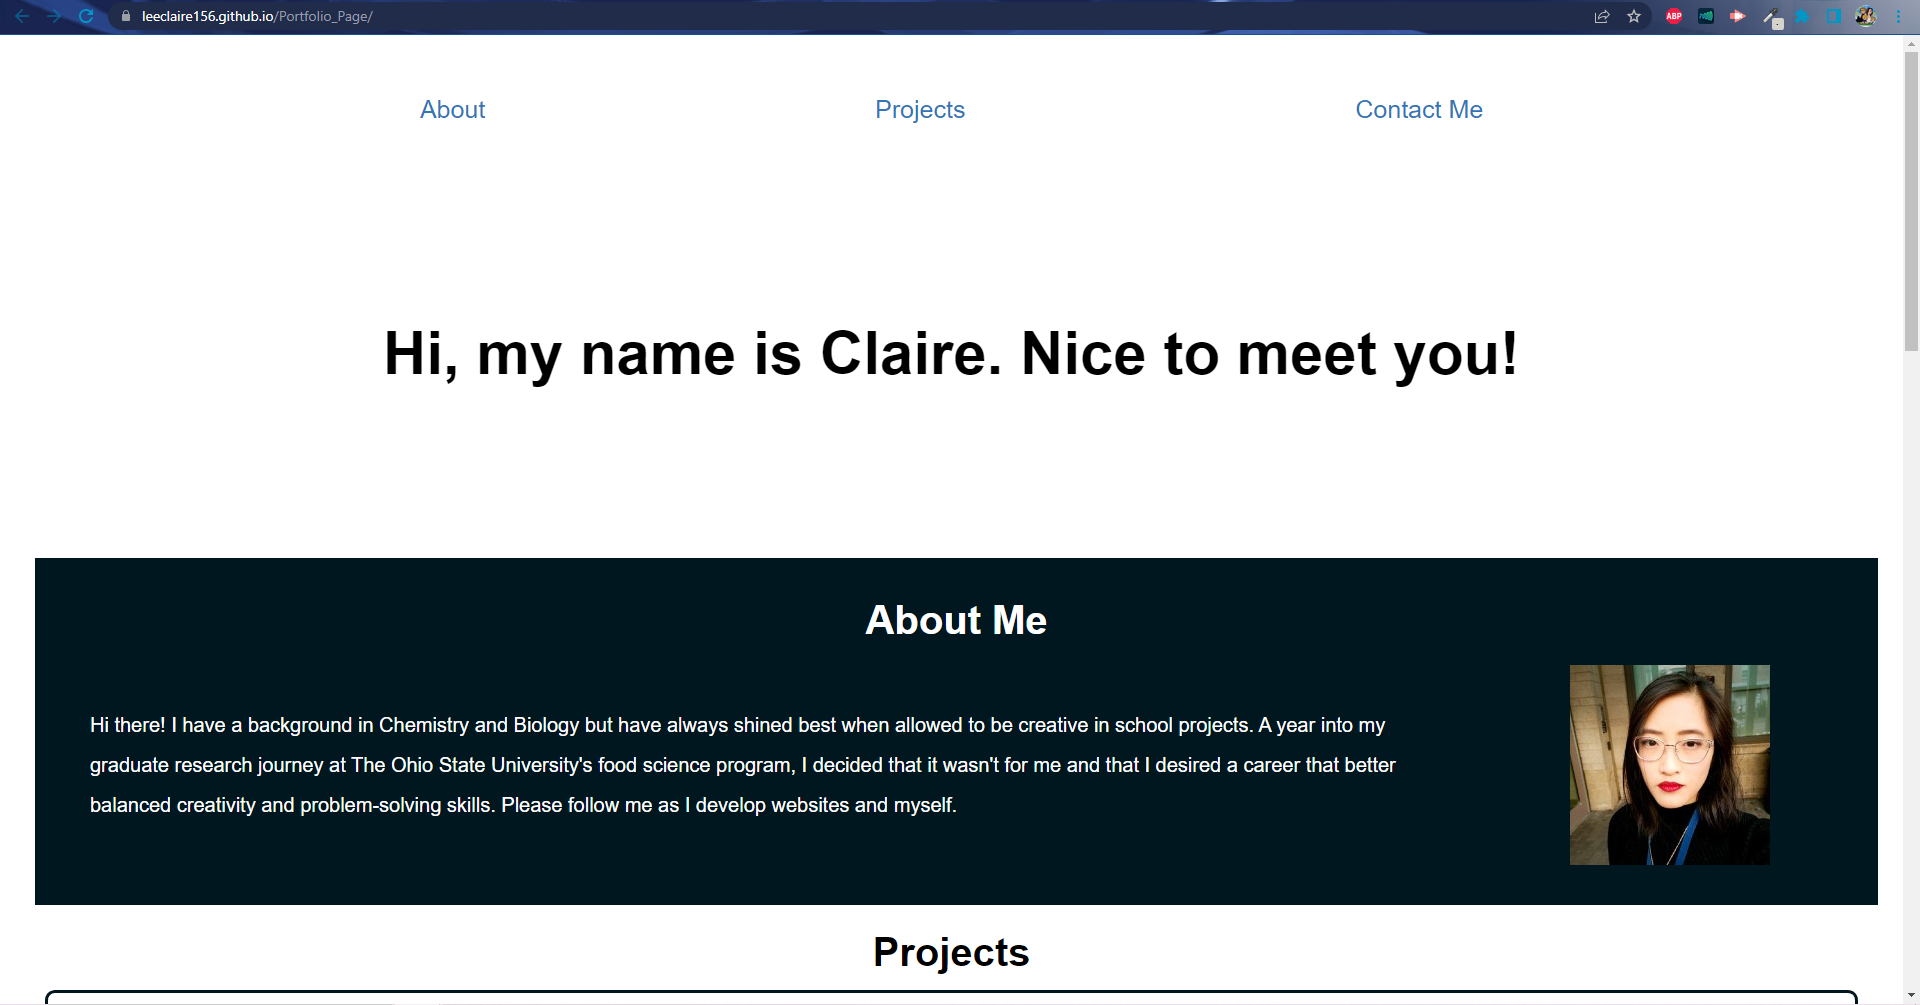 leeclaire156.github.io/Portfolio_Page/
ABP
About Projects Contact Me
Hi, my name is Claire. Nice to meet you!
About Me
Hi there! I have a background in Chemistry and Biology but have always shined best when allowed to be creative in school projects. A year into my
graduate research journey at The Ohio State University's food science program, I decided that it wasn't for me and that I desired a career that better
balanced creativity and problem-solving skills. Please follow me as I develop websites and myself.
Projects